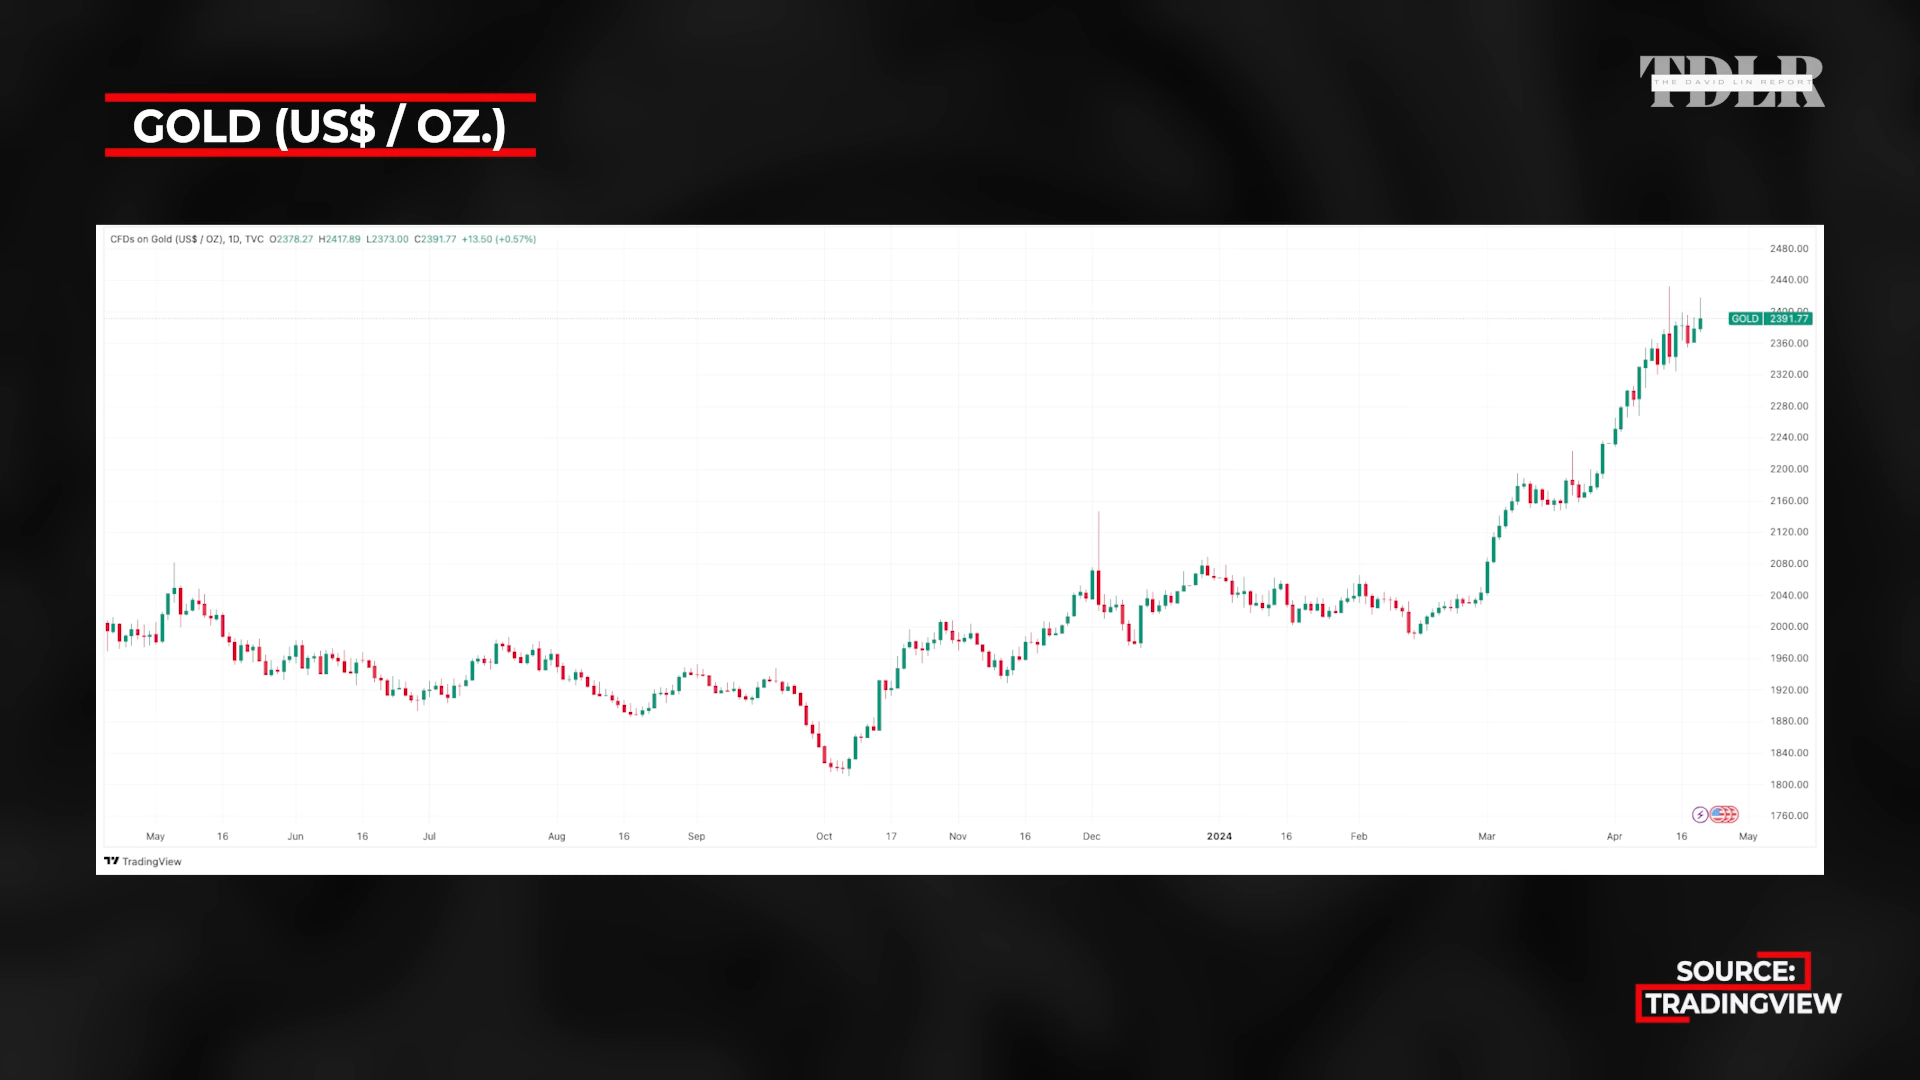 TDLR
THE DAVID LIN REPORT
GOLD (US$ / OZ.)
CFDs on Gold (US$ / OZ), 1D, TVC O2378.27 H2417.89 L2373.00 C2391.77 +13.50 (+0.57%)
2480.00
2440.00
2400.00
GOLD 2391.77
2360.00
2320.00
2280.00
2240.00
2200.00
2160.00
2120.00
2080.00
2040.00
2000.00
1960.00
1920.00
1880.00
1840.00
1800.00
1760.00
May 16 Jun 16 Jul Aug 16 Sep Oct 17 Nov 16 Dec 2024 16 Feb Mar Apr 16 May
TradingView
SOURCE:
TRADINGVIEW